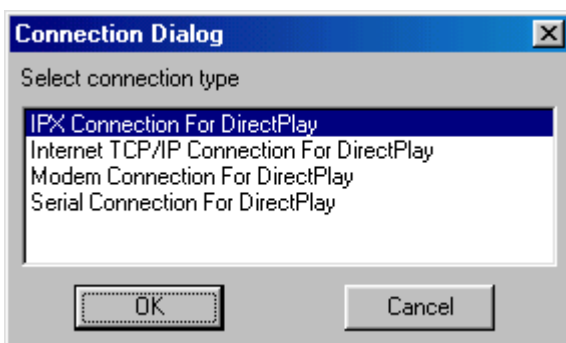 Connection Dialog
Select connection type
IPX Connection For DirectPlay
Internet TCP/IP Connection For DirectPlay
Modem Connection For DirectPlay
Serial Connection For DirectPlay
OK Cancel